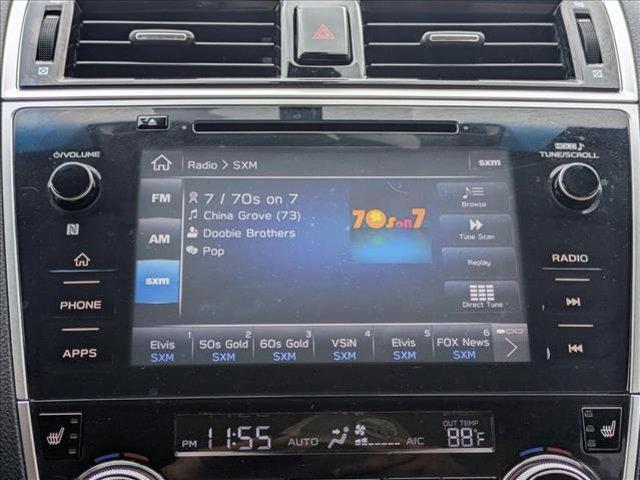 ⏻/VOLUME
HOLD
TUNE/SCROLL
Radio > SXM
sxm
FM
7 / 70s on 7
China Grove (73)
Doobie Brothers
Pop
70s on 7
Browse
AM
Tune Scan
sxm
Replay
Direct Tune
RADIO
PHONE
APPS
1 2 3 4 5 6
Elvis 50s Gold 60s Gold VSiN Elvis FOX News
SXM SXM SXM SXM SXM SXM
PM 11:55 AUTO A/C OUT TEMP 88°F